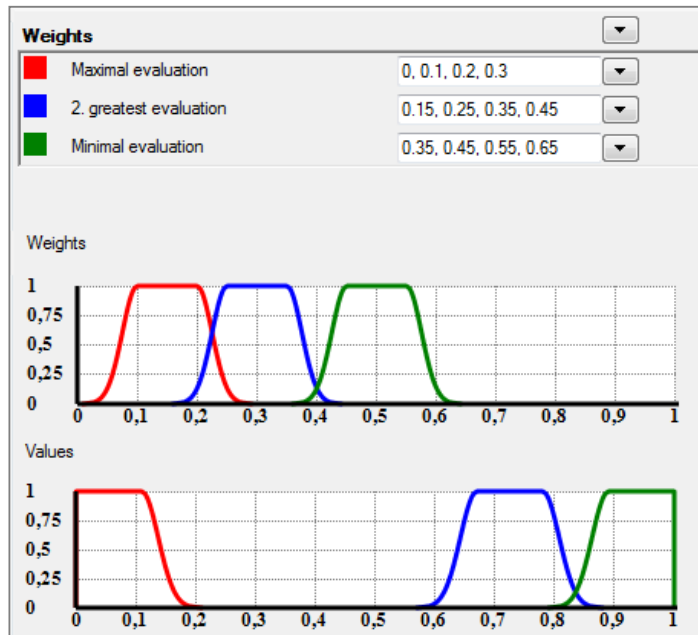 Weights
Maximal evaluation 0, 0.1, 0.2, 0.3
2. greatest evaluation 0.15, 0.25, 0.35, 0.45
Minimal evaluation 0.35, 0.45, 0.55, 0.65
Weights
1
0,75
0,5
0,25
0
0 0,1 0,2 0,3 0,4 0,5 0,6 0,7 0,8 0,9 1
Values
1
0,75
0,5
0,25
0
0 0,1 0,2 0,3 0,4 0,5 0,6 0,7 0,8 0,9 1